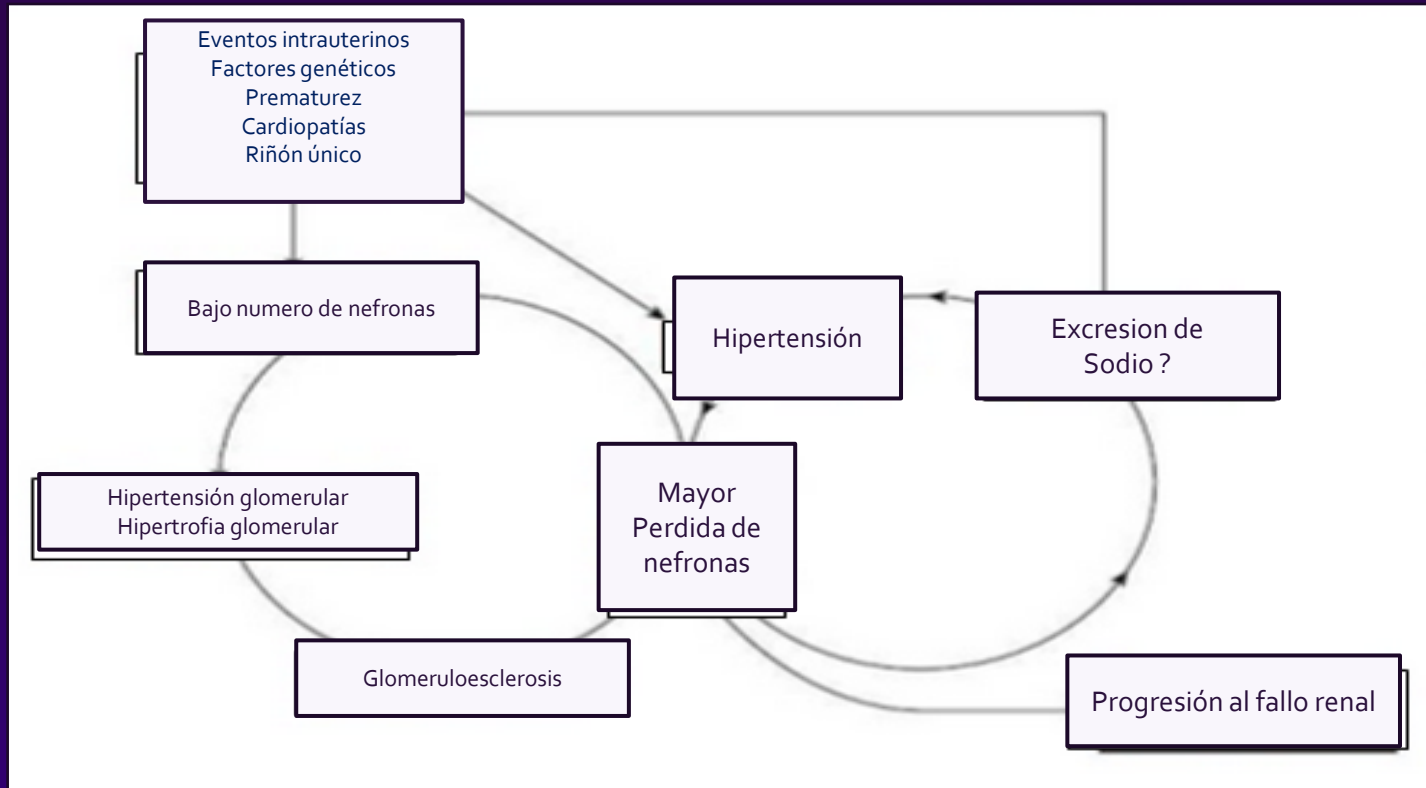 Eventos intrauterinos
Factores genéticos
Prematurez
Cardiopatías
Riñón único
Bajo numero de nefronas
Hipertensión
Excresion de
Sodio ?
Hipertensión glomerular
Hipertrofia glomerular
Mayor
Perdida de
nefronas
Glomeruloesclerosis
Progresión al fallo renal